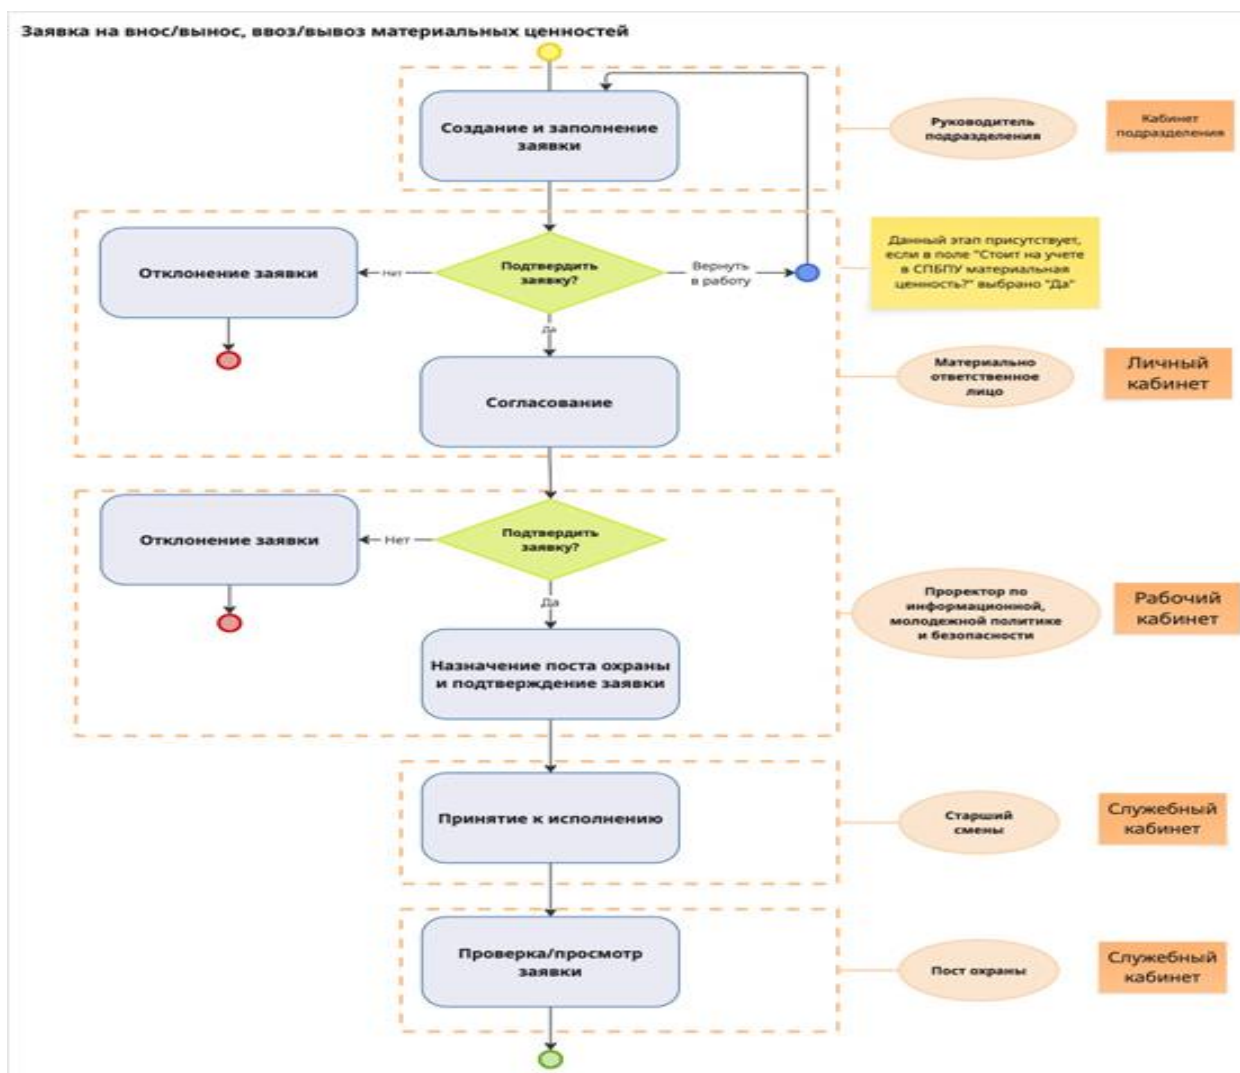 Заявка на внос/вынос, ввоз/вывоз материальных ценностей
Создание и заполнение
заявки
Руководитель
подразделения
Кабинет
подразделения
Данный этап присутствует,
если в поле "Стоит на учете
в СПБПУ материальная
ценность?" выбрано "Да"
Отклонение заявки
Нет
Подтвердить
заявку?
Вернуть
в работу
Да
Согласование
Материально
ответственное
лицо
Личный
кабинет
Отклонение заявки
Нет
Подтвердить
заявку?
Да
Назначение поста охраны
и подтверждение заявки
Проректор по
информационной,
молодежной политике
и безопасности
Рабочий
кабинет
Принятие к исполнению
Старший
смены
Служебный
кабинет
Проверка/просмотр
заявки
Пост охраны
Служебный
кабинет